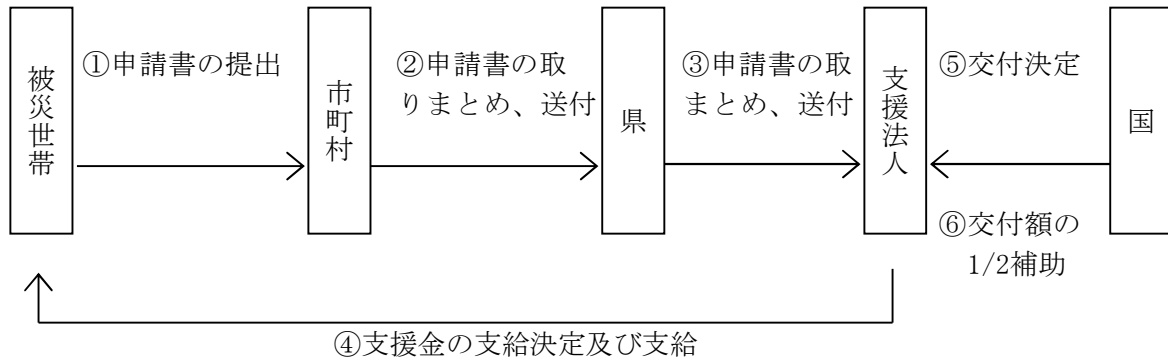 被災世帯
①申請書の提出
市町村
②申請書の取
りまとめ、送付
県
③申請書の取
まとめ、送付
支援法人
⑤交付決定
国
⑥交付額の
1/2補助
④支援金の支給決定及び支給